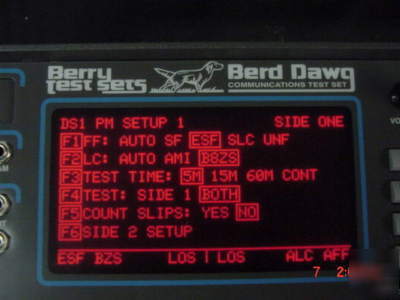 Berry test sets
Berd Dawg
COMMUNICATIONS TEST SET
DS1 PM SETUP 1 SIDE ONE
F1 FF: AUTO SF ESF SLC UNF
F2 LC: AUTO AMI B8ZS
F3 TEST TIME: 5M 15M 60M CONT
F4 TEST: SIDE 1 BOTH
F5 COUNT SLIPS: YES NO
F6 SIDE 2 SETUP
ESF BZS LOS | LOS ALC AFF